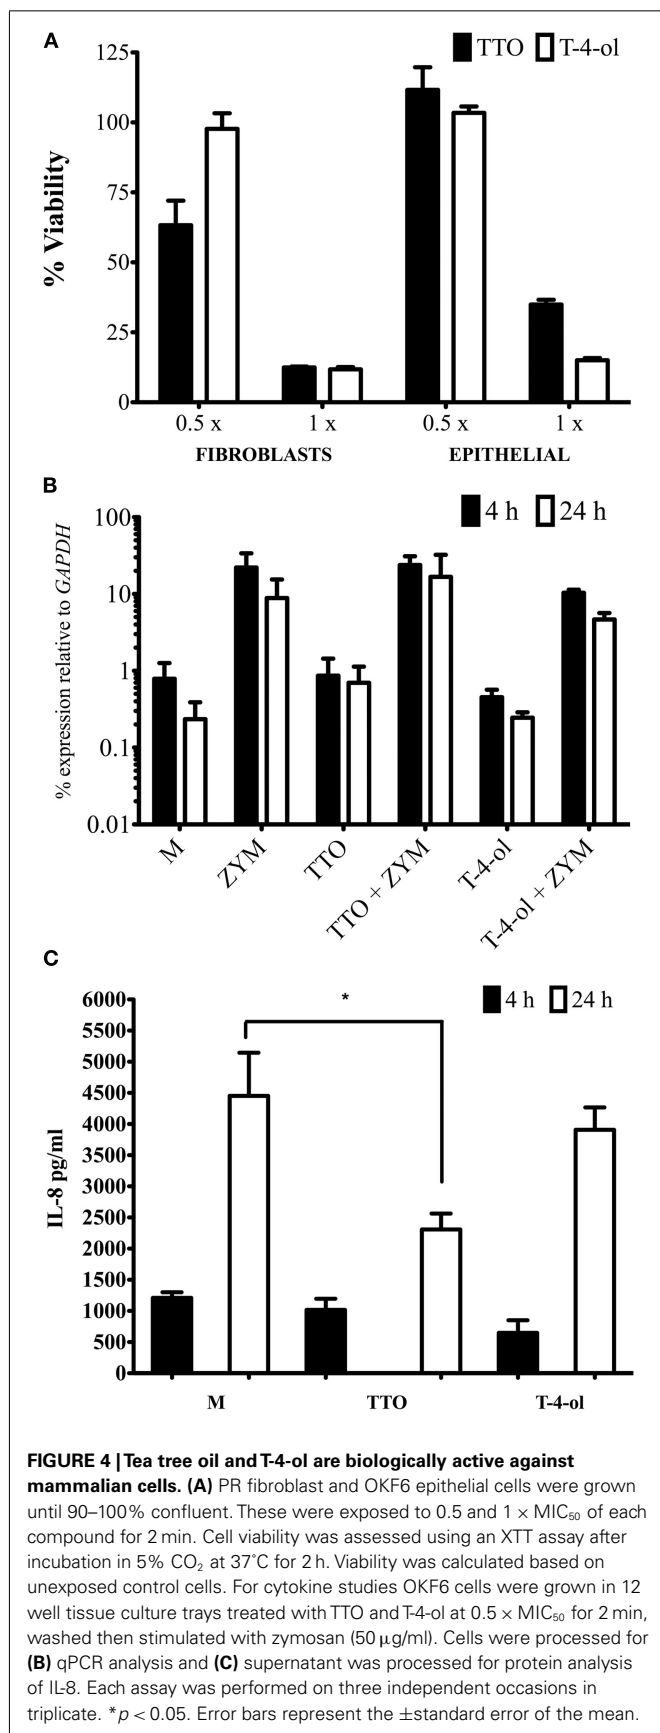 A
TTO T-4-ol
125
100
75
50
25
0
% Viability
0.5 x 1 x 0.5 x 1 x
FIBROBLASTS EPITHELIAL
B
4 h 24 h
100
10
1
0.1
0.01
% expression relative to GAPDH
M ZYM TTO TTO + ZYM T-4-ol T-4-ol + ZYM
C
4 h 24 h
*
6000
5500
5000
4500
4000
3500
3000
2500
2000
1500
1000
500
0
IL-8 pg/ml
M TTO T-4-ol
FIGURE 4 | Tea tree oil and T-4-ol are biologically active against
mammalian cells. (A) PR fibroblast and OKF6 epithelial cells were grown
until 90–100% confluent. These were exposed to 0.5 and 1 × MIC₅₀ of each
compound for 2 min. Cell viability was assessed using an XTT assay after
incubation in 5% CO₂ at 37°C for 2 h. Viability was calculated based on
unexposed control cells. For cytokine studies OKF6 cells were grown in 12
well tissue culture trays treated with TTO and T-4-ol at 0.5 × MIC₅₀ for 2 min,
washed then stimulated with zymosan (50 μg/ml). Cells were processed for
(B) qPCR analysis and (C) supernatant was processed for protein analysis
of IL-8. Each assay was performed on three independent occasions in
triplicate. *p < 0.05. Error bars represent the ±standard error of the mean.